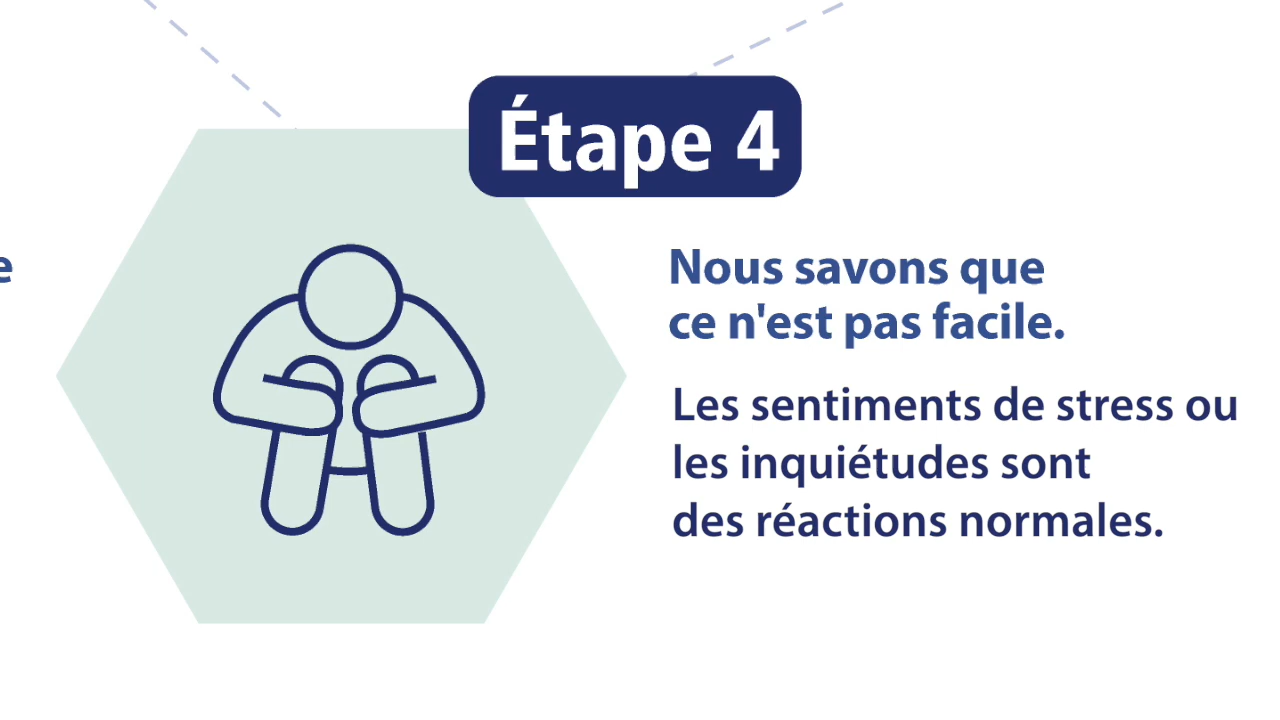 Étape 4
e
Nous savons que
ce n'est pas facile.
Les sentiments de stress ou
les inquiétudes sont
des réactions normales.